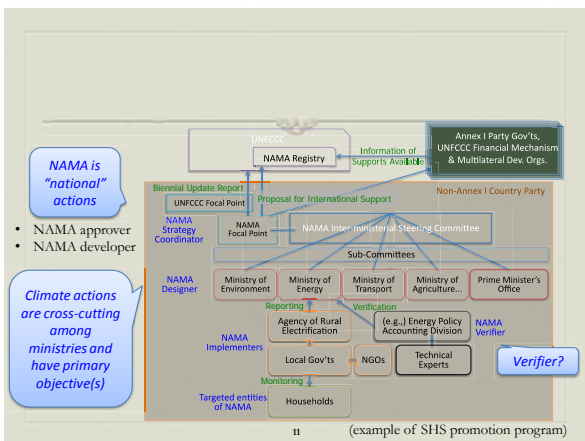 UNFCCC
NAMA Registry
Information of
Supports Available
Annex I Party Gov'ts,
UNFCCC Financial Mechanism
& Multilateral Dev. Orgs.
NAMA is
"national"
actions
Biennial Update Report
Non-Annex I Country Party
UNFCCC Focal Point
Proposal for International Support
• NAMA approver
• NAMA developer
NAMA
Strategy
Coordinator
NAMA
Focal Point
NAMA Inter-ministerial Steering Committee
Sub-Committees
Climate actions
are cross-cutting
among
ministries and
have primary
objective(s)
NAMA
Designer
Ministry of
Environment
Ministry of
Energy
Ministry of
Transport
Ministry of
Agriculture...
Prime Minister's
Office
Reporting
Verification
NAMA
Implementers
Agency of Rural
Electrification
(e.g.,) Energy Policy
Accounting Division
NAMA
Verifier
Local Gov'ts
NGOs
Technical
Experts
Verifier?
Monitoring
Targeted entities
of NAMA
Households
11
(example of SHS promotion program)